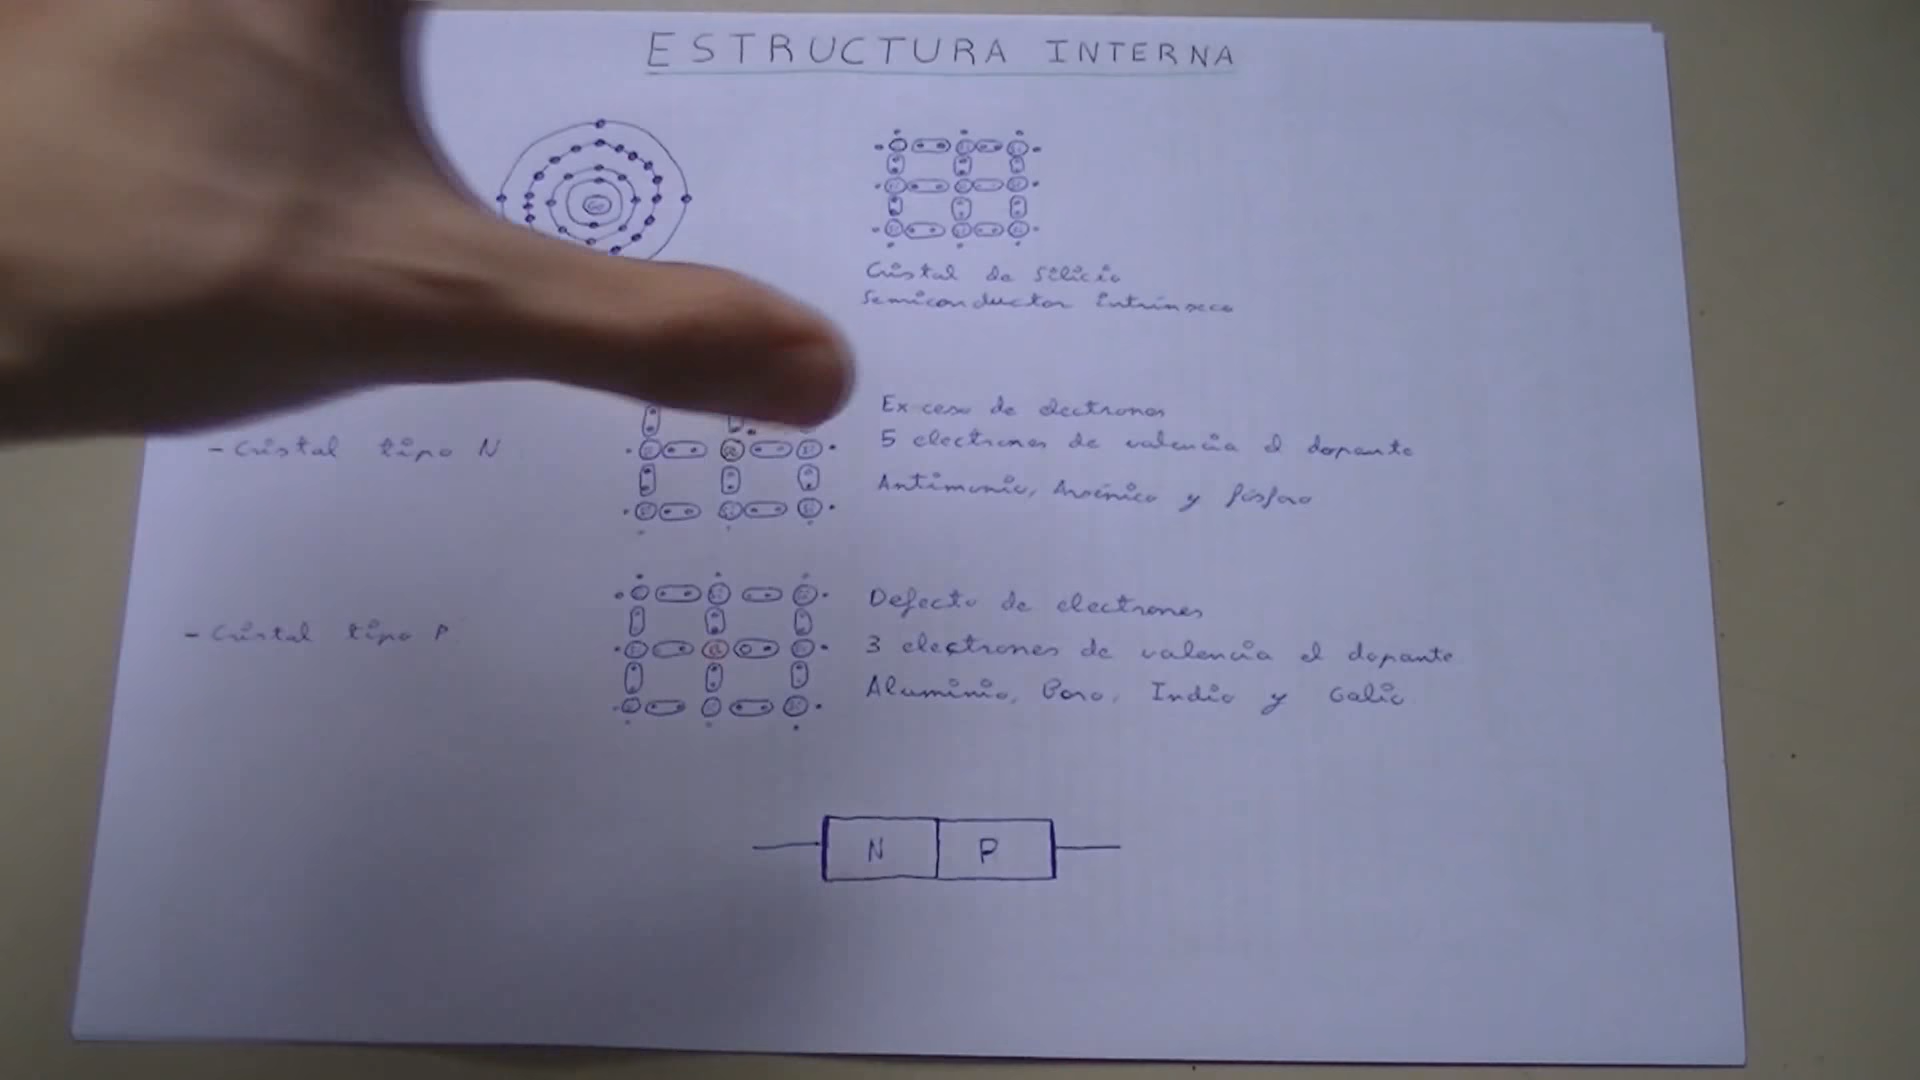 ESTRUCTURA INTERNA
Cristal de Silicio
Semiconductor intrínseco
Exceso de electrones
- Cristal tipo N
5 electrones de valencia el dopante
Antimonio, Arsénico y fósforo
Defecto de electrones
- Cristal tipo P
3 electrones de valencia el dopante
Aluminio, Boro, Indio y Galio
N P